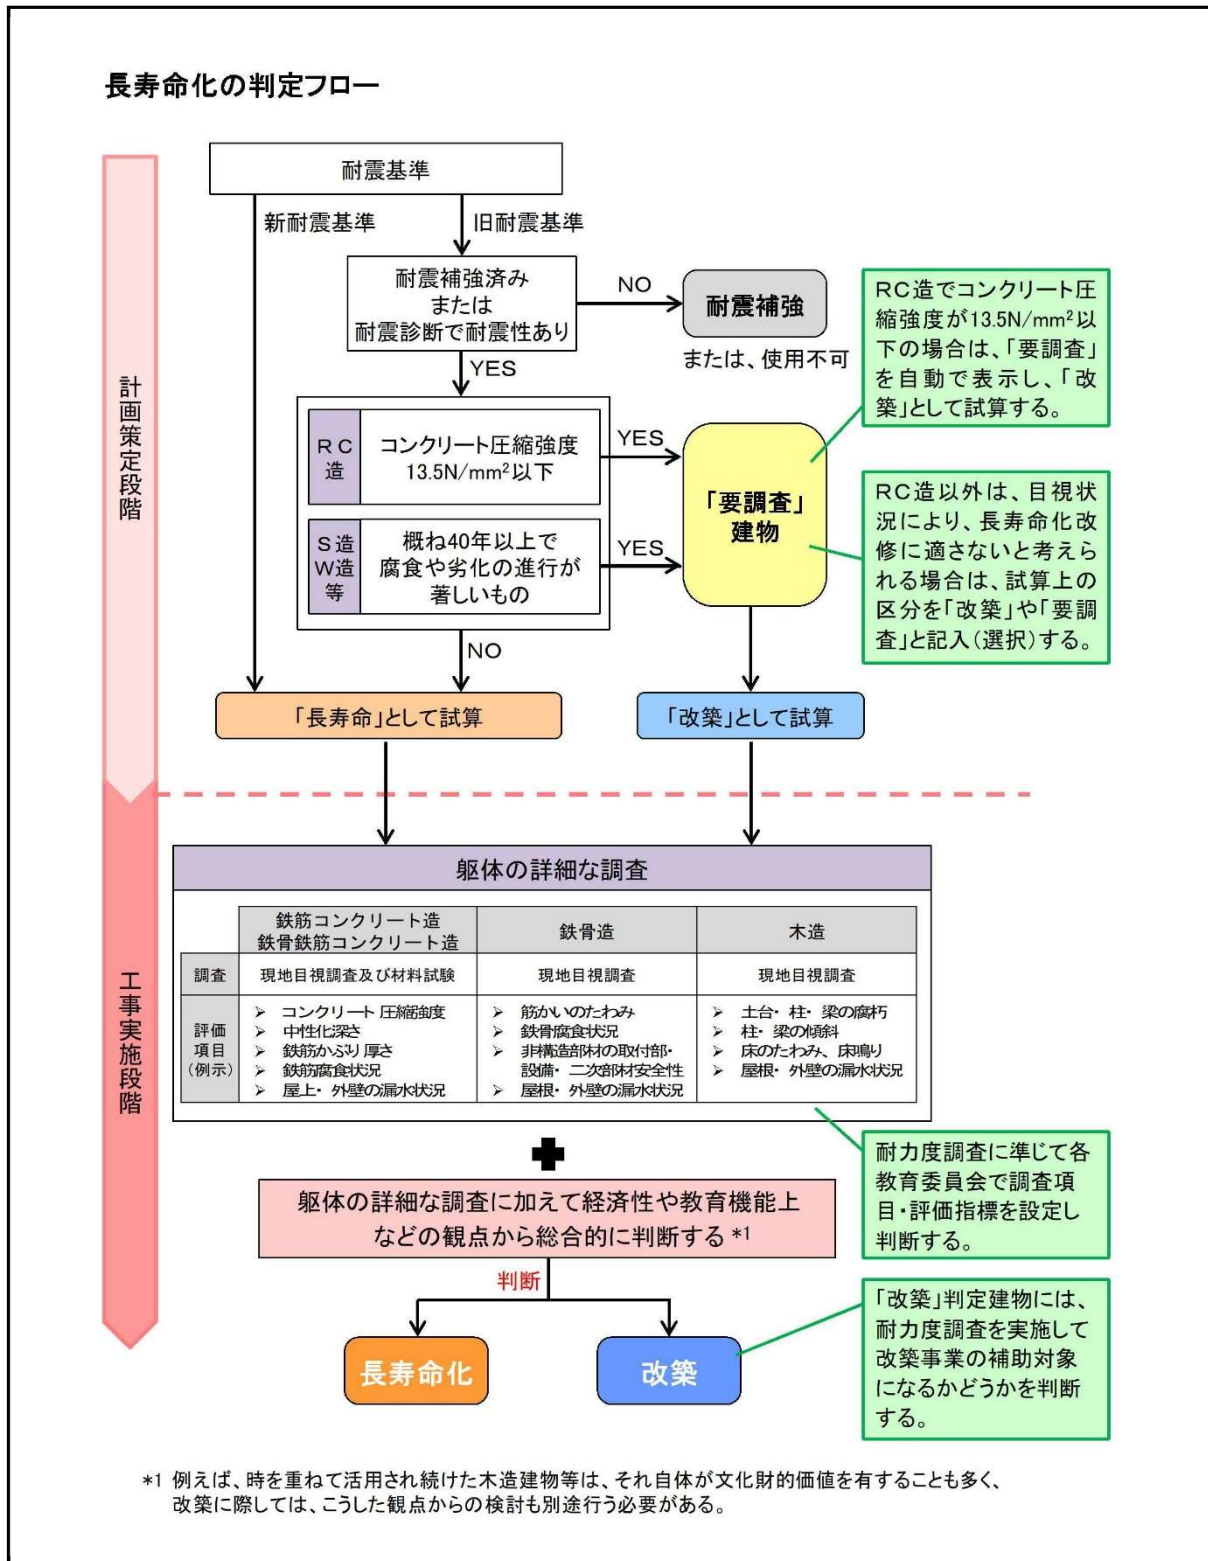 長寿命化の判定フロー
計画策定段階
耐震基準
新耐震基準
旧耐震基準
耐震補強済み
または
耐震診断で耐震性あり
NO
耐震補強
または、使用不可
YES
RC造でコンクリート圧
縮強度が13.5N/mm²以
下の場合は、「要調査」
を自動で表示し、「改
築」として試算する。
RC
造
コンクリート圧縮強度
13.5N/mm²以下
YES
S造
W造
等
概ね40年以上で
腐食や劣化の進行が
著しいもの
YES
「要調査」
建物
RC造以外は、目視状
況により、長寿命化改
修に適さないと考えら
れる場合は、試算上の
区分を「改築」や「要調
査」と記入(選択)する。
NO
「長寿命」として試算
「改築」として試算
工事実施段階
躯体の詳細な調査
鉄筋コンクリート造
鉄骨鉄筋コンクリート造
鉄骨造
木造
調査
現地目視調査及び材料試験
現地目視調査
現地目視調査
評価
項目
(例示)
➢ コンクリート圧縮強度
➢ 中性化深さ
➢ 鉄筋かぶり厚さ
➢ 鉄筋腐食状況
➢ 屋上・外壁の漏水状況
➢ 筋かいのたわみ
➢ 鉄骨腐食状況
➢ 非構造部材の取付部・
設備・二次部材安全性
➢ 屋根・外壁の漏水状況
➢ 土台・柱・梁の腐朽
➢ 柱・梁の傾斜
➢ 床のたわみ、床鳴り
➢ 屋根・外壁の漏水状況
耐力度調査に準じて各
教育委員会で調査項
目・評価指標を設定し
判断する。
躯体の詳細な調査に加えて経済性や教育機能上
などの観点から総合的に判断する *1
判断
長寿命化
改築
「改築」判定建物には、
耐力度調査を実施して
改築事業の補助対象
になるかどうかを判断
する。
*1 例えば、時を重ねて活用され続けた木造建物等は、それ自体が文化財的価値を有することも多く、
改築に際しては、こうした観点からの検討も別途行う必要がある。